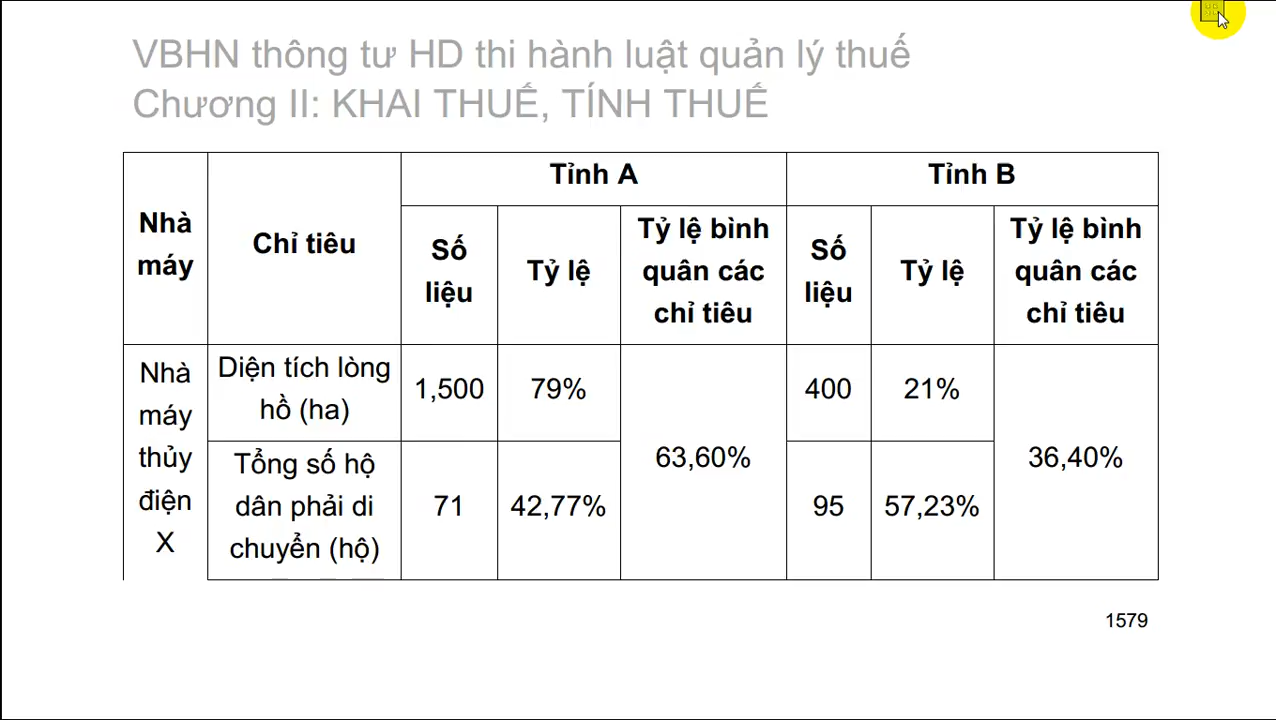 VBHN thông tư HD thi hành luật quản lý thuế
Chương II: KHAI THUẾ, TÍNH THUẾ
Nhà
máy
Chỉ tiêu
Tỉnh A
Tỉnh B
Số
liệu
Tỷ lệ
Tỷ lệ bình
quân các
chỉ tiêu
Số
liệu
Tỷ lệ
Tỷ lệ bình
quân các
chỉ tiêu
Nhà
máy
thủy
điện
X
Diện tích lòng
hồ (ha)
1,500
79%
63,60%
400
21%
36,40%
Tổng số hộ
dân phải di
chuyển (hộ)
71
42,77%
95
57,23%
1579